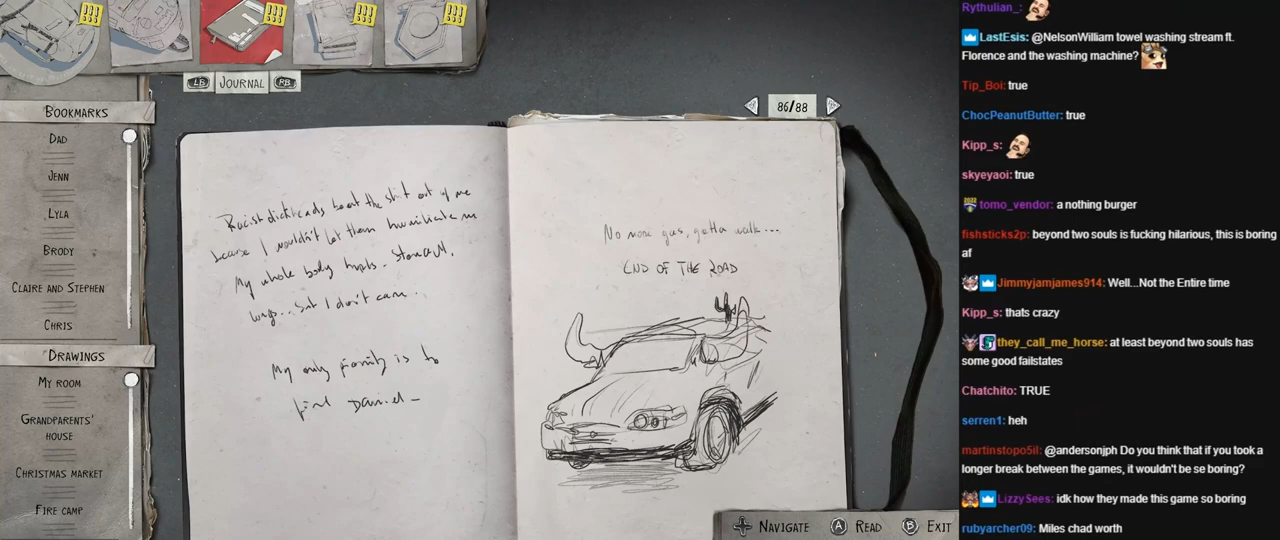 LB JOURNAL RB
86/88
BOOKMARKS
DAD
JENN
LYLA
BRODY
CLAIRE AND STEPHEN
CHRIS
DRAWINGS
MY ROOM
GRANDPARENTS'
HOUSE
CHRISTMAS MARKET
FIRE CAMP
Racist dickheads beat the shit out of me
because I wouldn't let them humiliate me
My whole body hurts. Stomach,
lungs... but I don't care.
My only priority is to
find Daniel -
No more gas, gotta walk...
END OF THE ROAD
NAVIGATE A READ B EXIT
Rythulian_:
LastEsis: @NelsonWilliam towel washing stream ft.
Florence and the washing machine?
Tip_Boi: true
ChocPeanutButter: true
Kipp_s:
skyeyaoi: true
tomo_vendor: a nothing burger
fishsticks2p: beyond two souls is fucking hilarious, this is boring
af
Jimmyjamjames914: Well...Not the Entire time
Kipp_s: thats crazy
they_call_me_horse: at least beyond two souls has
some good failstates
Chatchito: TRUE
serren1: heh
martinstopo5il: @andersonjph Do you think that if you took a
longer break between the games, it wouldn't be se boring?
LizzySees: idk how they made this game so boring
rubyarcher09: Miles chad worth